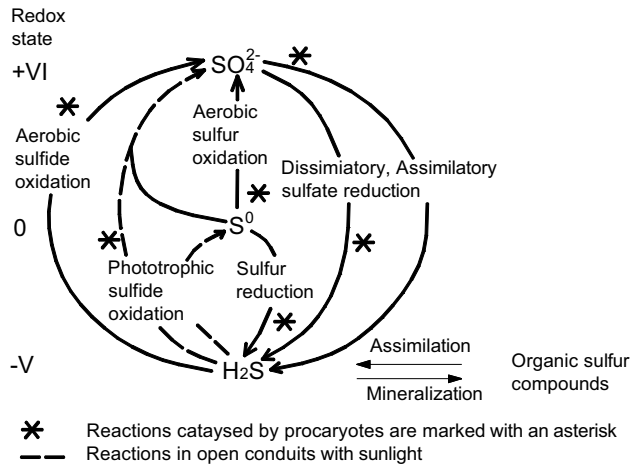 Redox
state
+VI
SO₄²⁻
Aerobic
sulfide
oxidation
Aerobic
sulfur
oxidation
Dissimiatory, Assimilatory
sulfate reduction
0
S⁰
Phototrophic
sulfide
oxidation
Sulfur
reduction
-V
H₂S
Assimilation
Mineralization
Organic sulfur
compounds
Reactions cataysed by procaryotes are marked with an asterisk
Reactions in open conduits with sunlight